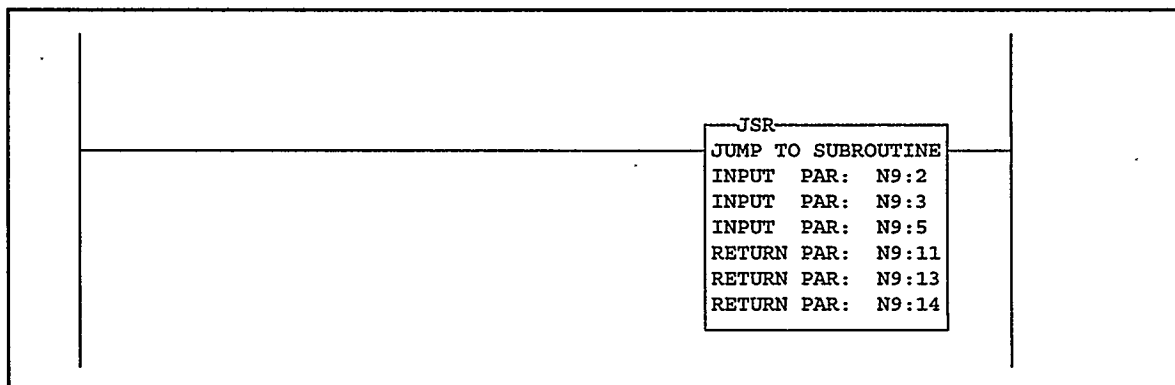 JSR
JUMP TO SUBROUTINE
INPUT PAR: N9:2
INPUT PAR: N9:3
INPUT PAR: N9:5
RETURN PAR: N9:11
RETURN PAR: N9:13
RETURN PAR: N9:14